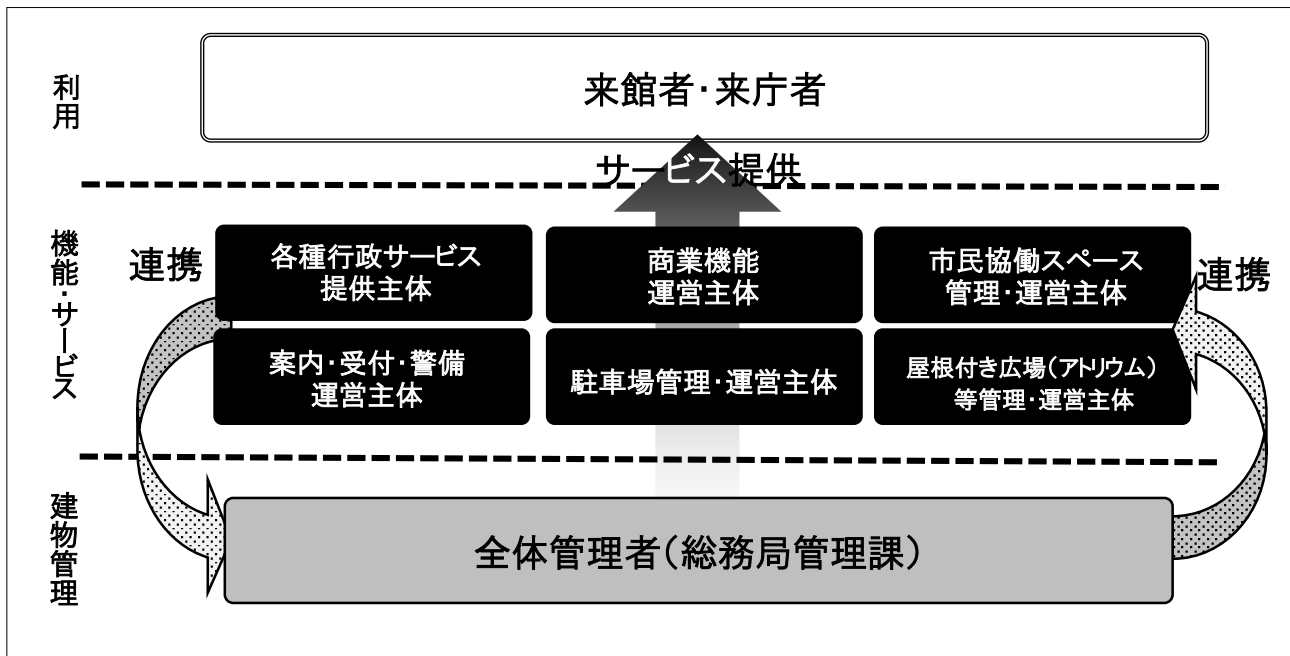 利用
来館者・来庁者
サービス提供
機能・サービス
連携
各種行政サービス
提供主体
商業機能
運営主体
市民協働スペース
管理・運営主体
連携
案内・受付・警備
運営主体
駐車場管理・運営主体
屋根付き広場(アトリウム)
等管理・運営主体
建物管理
全体管理者(総務局管理課)